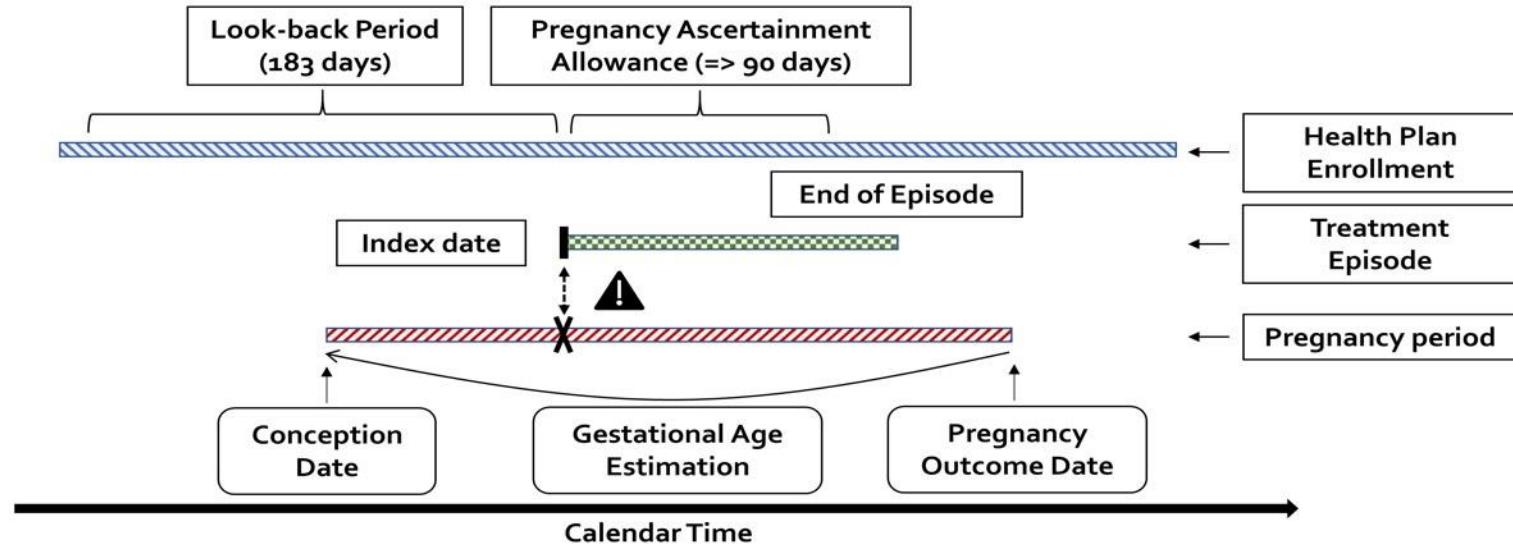 Look-back Period
(183 days)
Pregnancy Ascertainment
Allowance (=> 90 days)
Health Plan
Enrollment
End of Episode
Index date
Treatment
Episode
!
X
Pregnancy period
Conception
Date
Gestational Age
Estimation
Pregnancy
Outcome Date
Calendar Time